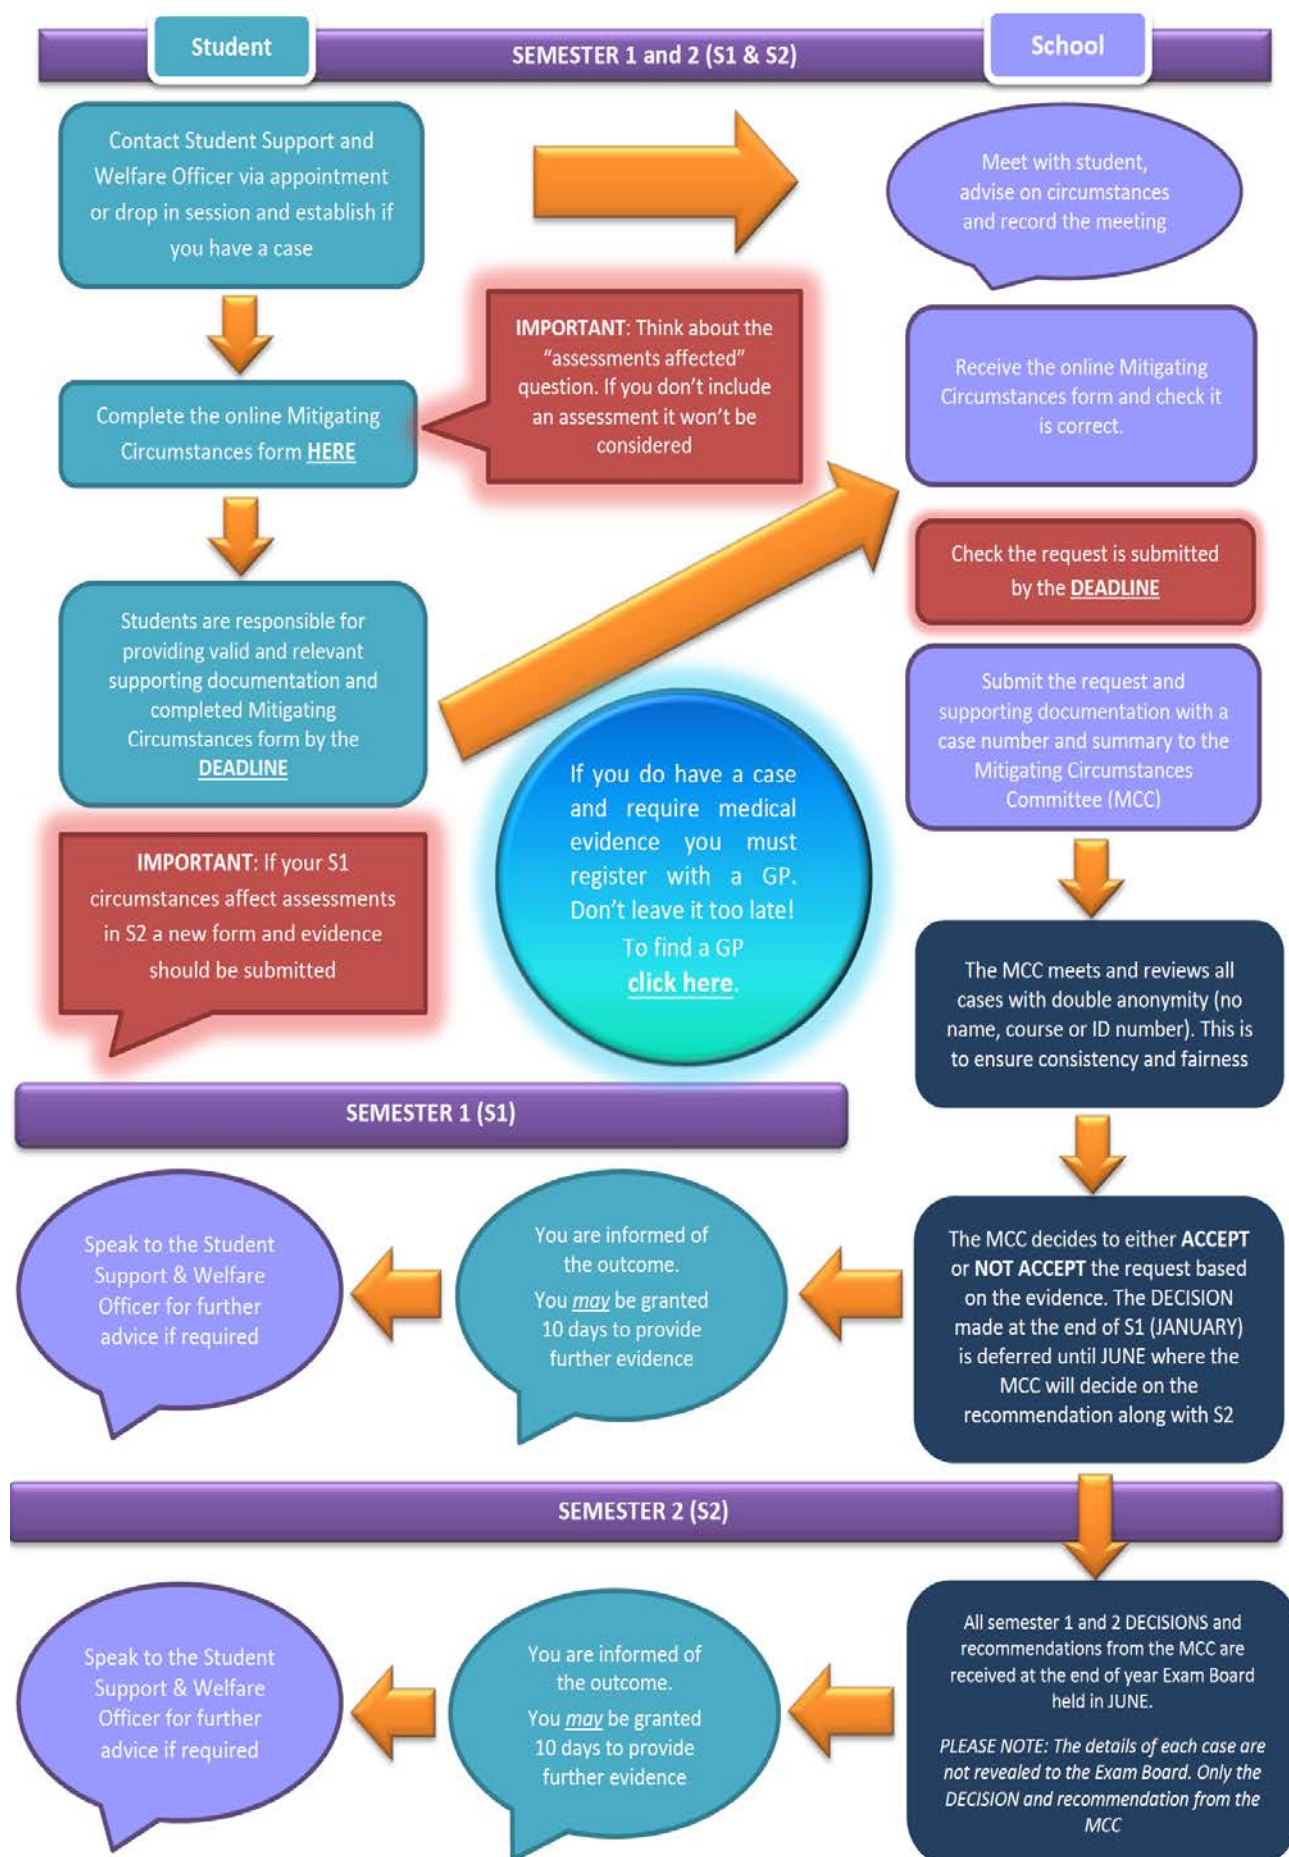 Student
SEMESTER 1 and 2 (S1 & S2)
School
Contact Student Support and
Welfare Officer via appointment
or drop in session and establish if
you have a case
Meet with student,
advise on circumstances
and record the meeting
IMPORTANT: Think about the
“assessments affected”
question. If you don’t include
an assessment it won’t be
considered
Complete the online Mitigating
Circumstances form HERE
Receive the online Mitigating
Circumstances form and check it
is correct.
Check the request is submitted
by the DEADLINE
Students are responsible for
providing valid and relevant
supporting documentation and
completed Mitigating
Circumstances form by the
DEADLINE
Submit the request and
supporting documentation with a
case number and summary to the
Mitigating Circumstances
Committee (MCC)
If you do have a case
and require medical
evidence you must
register with a GP.
Don’t leave it too late!
To find a GP
click here.
IMPORTANT: If your S1
circumstances affect assessments
in S2 a new form and evidence
should be submitted
The MCC meets and reviews all
cases with double anonymity (no
name, course or ID number). This is
to ensure consistency and fairness
SEMESTER 1 (S1)
Speak to the Student
Support & Welfare
Officer for further
advice if required
You are informed of
the outcome.
You may be granted
10 days to provide
further evidence
The MCC decides to either ACCEPT
or NOT ACCEPT the request based
on the evidence. The DECISION
made at the end of S1 (JANUARY)
is deferred until JUNE where the
MCC will decide on the
recommendation along with S2
SEMESTER 2 (S2)
Speak to the Student
Support & Welfare
Officer for further
advice if required
You are informed of
the outcome.
You may be granted
10 days to provide
further evidence
All semester 1 and 2 DECISIONS and
recommendations from the MCC are
received at the end of year Exam Board
held in JUNE.
PLEASE NOTE: The details of each case are
not revealed to the Exam Board. Only the
DECISION and recommendation from the
MCC